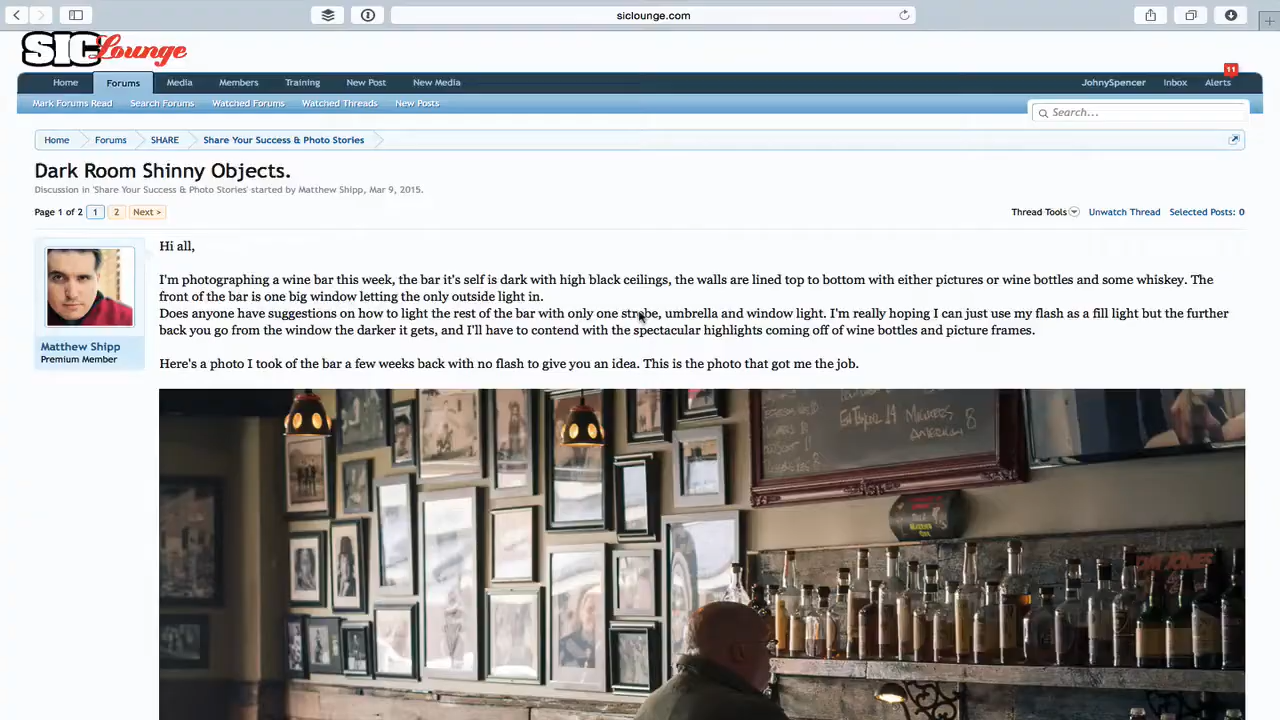 siclounge.com
SIC Lounge
Home Forums Media Members Training New Post New Media JohnySpencer Inbox Alerts 11
Mark Forums Read Search Forums Watched Forums Watched Threads New Posts
Search...
Home Forums SHARE Share Your Success & Photo Stories
Dark Room Shinny Objects.
Discussion in 'Share Your Success & Photo Stories' started by Matthew Shipp, Mar 9, 2015.
Page 1 of 2 1 2 Next > Thread Tools Unwatch Thread Selected Posts: 0
Hi all,
I'm photographing a wine bar this week, the bar it's self is dark with high black ceilings, the walls are lined top to bottom with either pictures or wine bottles and some whiskey. The
front of the bar is one big window letting the only outside light in.
Does anyone have suggestions on how to light the rest of the bar with only one strobe, umbrella and window light. I'm really hoping I can just use my flash as a fill light but the further
back you go from the window the darker it gets, and I'll have to contend with the spectacular highlights coming off of wine bottles and picture frames.
Matthew Shipp
Premium Member
Here's a photo I took of the bar a few weeks back with no flash to give you an idea. This is the photo that got me the job.